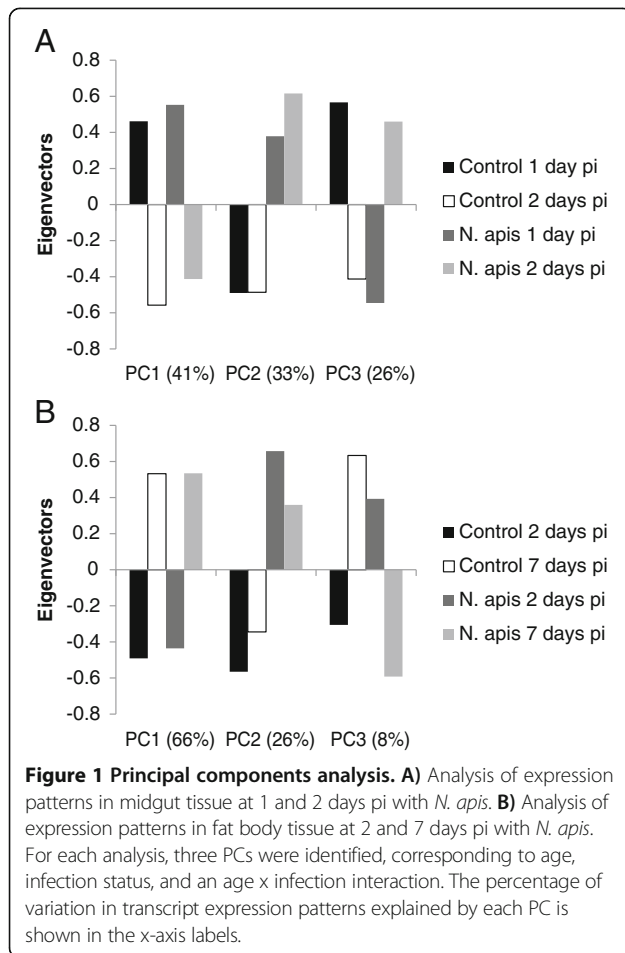 A
0.8
0.6
0.4
0.2
0
-0.2
-0.4
-0.6
-0.8
Eigenvectors
PC1 (41%) PC2 (33%) PC3 (26%)
Control 1 day pi
Control 2 days pi
N. apis 1 day pi
N. apis 2 days pi
B
0.8
0.6
0.4
0.2
0
-0.2
-0.4
-0.6
-0.8
Eigenvectors
PC1 (66%) PC2 (26%) PC3 (8%)
Control 2 days pi
Control 7 days pi
N. apis 2 days pi
N. apis 7 days pi
Figure 1 Principal components analysis. A) Analysis of expression
patterns in midgut tissue at 1 and 2 days pi with N. apis. B) Analysis of
expression patterns in fat body tissue at 2 and 7 days pi with N. apis.
For each analysis, three PCs were identified, corresponding to age,
infection status, and an age x infection interaction. The percentage of
variation in transcript expression patterns explained by each PC is
shown in the x-axis labels.